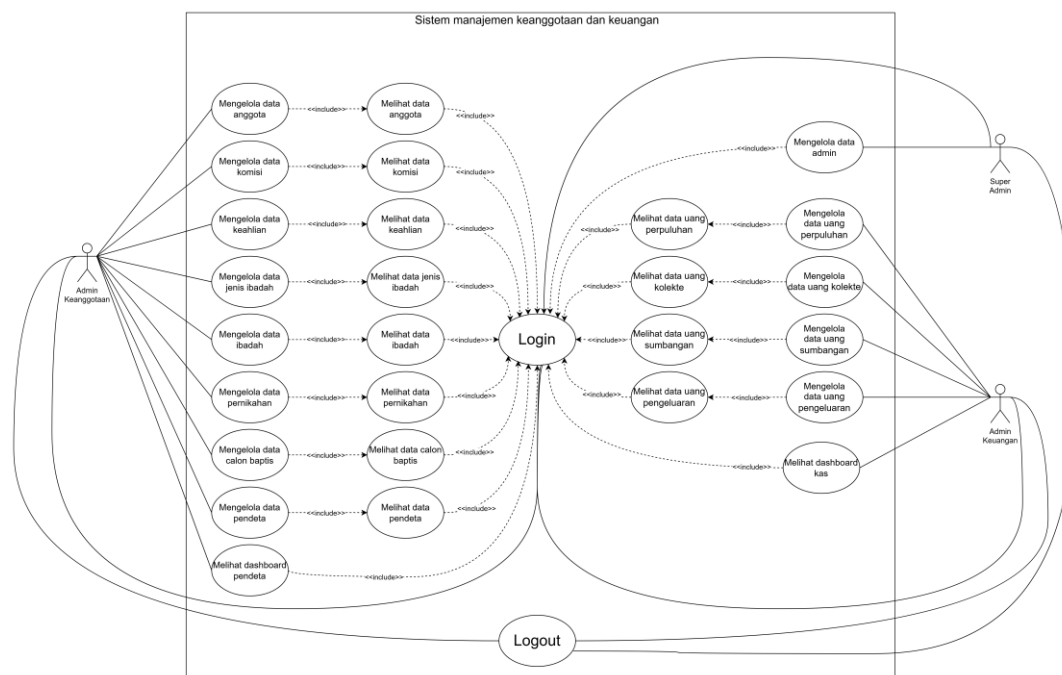 Sistem manajemen keanggotaan dan keuangan
Mengelola data
anggota
<<include>>
Melihat data
anggota
<<include>>
Mengelola data
komisi
<<include>>
Melihat data
komisi
<<include>>
Mengelola data
keahlian
<<include>>
Melihat data
keahlian
<<include>>
Mengelola data
jenis ibadah
<<include>>
Melihat data jenis
ibadah
<<include>>
Mengelola data
ibadah
<<include>>
Melihat data
ibadah
<<include>>
Mengelola data
pernikahan
<<include>>
Melihat data
pernikahan
<<include>>
Mengelola data
calon baptis
<<include>>
Melihat data calon
baptis
<<include>>
Mengelola data
pendeta
<<include>>
Melihat data
pendeta
<<include>>
Melihat dashboard
pendeta
<<include>>
Admin
Keanggotaan
Login
Logout
<<include>>
Mengelola data
admin
<<include>>
Melihat data uang
perpuluhan
<<include>>
Mengelola
data uang
perpuluhan
<<include>>
Melihat data uang
kolekte
<<include>>
Mengelola
data uang kolekte
<<include>>
Melihat data uang
sumbangan
<<include>>
Mengelola
data uang
sumbangan
<<include>>
Melihat data uang
pengeluaran
<<include>>
Mengelola
data uang
pengeluaran
<<include>>
Melihat dashboard
kas
Super
Admin
Admin
Keuangan